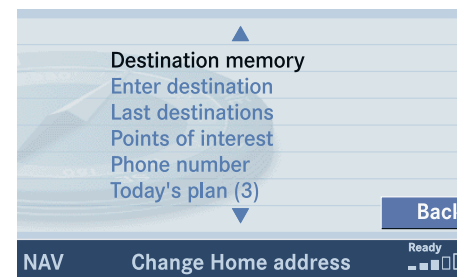 Destination memory
Enter destination
Last destinations
Points of interest
Phone number
Today's plan (3)
Back
NAV Change Home address Ready